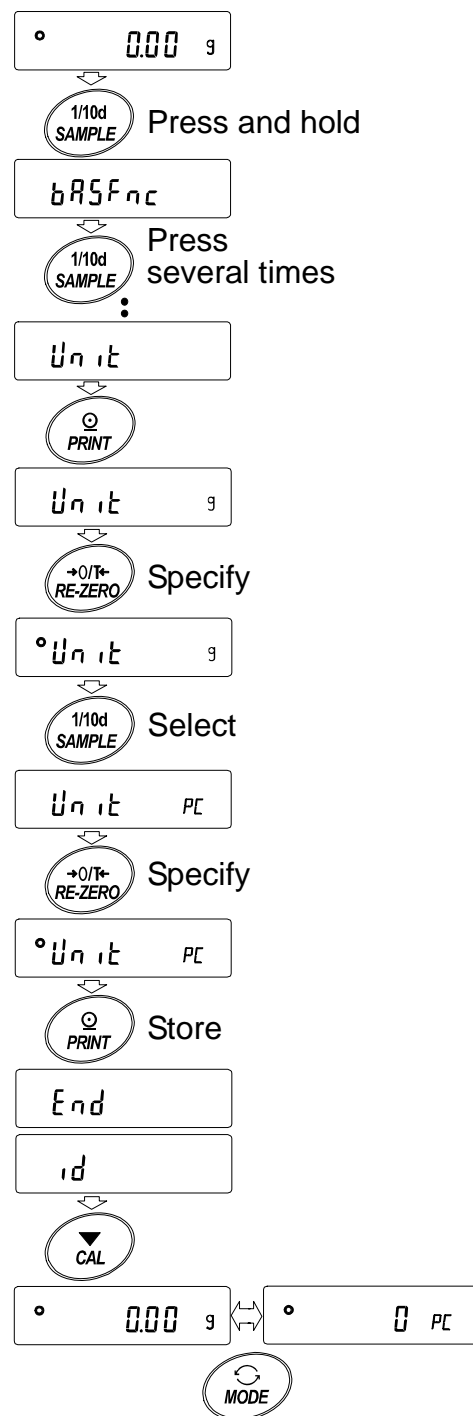 0.00 g
1/10d
SAMPLE
Press and hold
bASFnc
1/10d
SAMPLE
Press
several times
Unit
PRINT
Unit g
→0/T←
RE-ZERO
Specify
Unit g
1/10d
SAMPLE
Select
Unit PC
→0/T←
RE-ZERO
Specify
Unit PC
PRINT
Store
End
id
CAL
0.00 g
0 PC
MODE